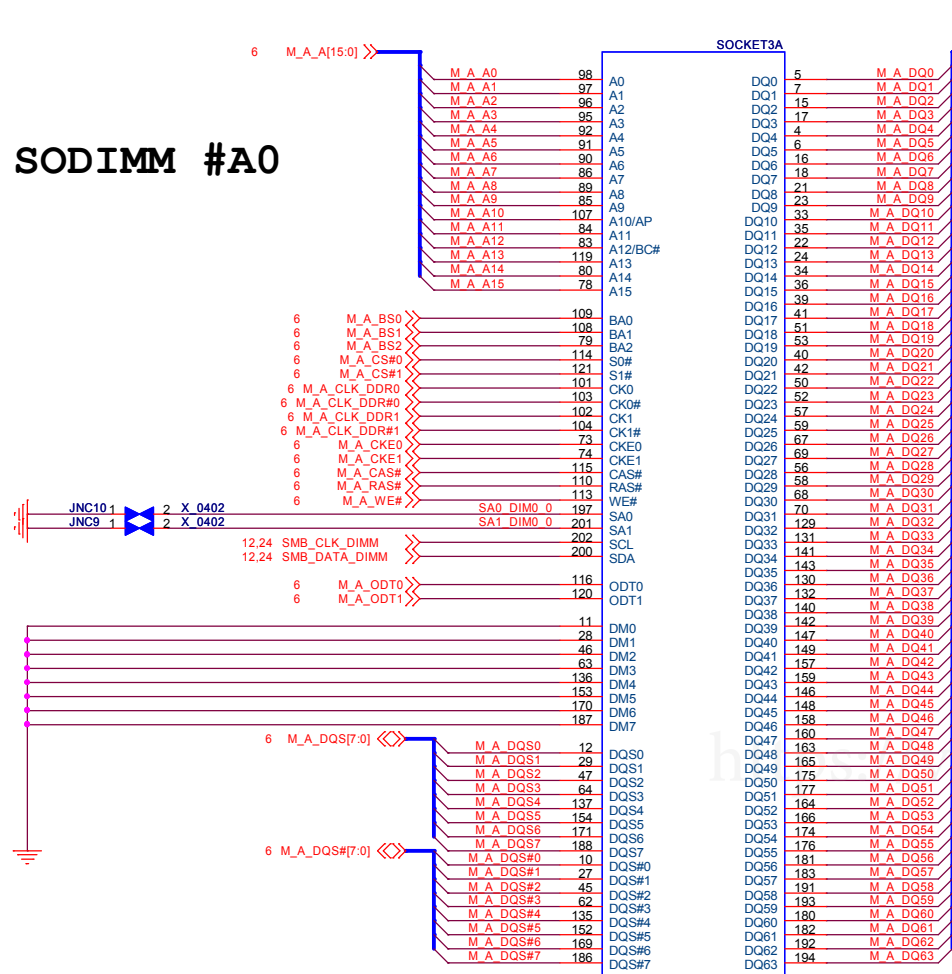 SOCKET3A
6 M_A_A[15:0]
SODIMM #A0
M_A_A0 98 A0
M_A_A1 97 A1
M_A_A2 96 A2
M_A_A3 95 A3
M_A_A4 92 A4
M_A_A5 91 A5
M_A_A6 90 A6
M_A_A7 86 A7
M_A_A8 89 A8
M_A_A9 85 A9
M_A_A10 107 A10/AP
M_A_A11 84 A11
M_A_A12 83 A12/BC#
M_A_A13 119 A13
M_A_A14 80 A14
M_A_A15 78 A15
6 M_A_BS0 109 BA0
6 M_A_BS1 108 BA1
6 M_A_BS2 79 BA2
6 M_A_CS#0 114 S0#
6 M_A_CS#1 121 S1#
6 M_A_CLK_DDR0 101 CK0
6 M_A_CLK_DDR#0 103 CK0#
6 M_A_CLK_DDR1 102 CK1
6 M_A_CLK_DDR#1 104 CK1#
6 M_A_CKE0 73 CKE0
6 M_A_CKE1 74 CKE1
6 M_A_CAS# 115 CAS#
6 M_A_RAS# 110 RAS#
6 M_A_WE# 113 WE#
JNC10 1 2 X_0402 SA0_DIM0_0 197 SA0
JNC9 1 2 X_0402 SA1_DIM0_0 201 SA1
12,24 SMB_CLK_DIMM 202 SCL
12,24 SMB_DATA_DIMM 200 SDA
6 M_A_ODT0 116 ODT0
6 M_A_ODT1 120 ODT1
11 DM0
28 DM1
46 DM2
63 DM3
136 DM4
153 DM5
170 DM6
187 DM7
6 M_A_DQS[7:0]
M_A_DQS0 12 DQS0
M_A_DQS1 29 DQS1
M_A_DQS2 47 DQS2
M_A_DQS3 64 DQS3
M_A_DQS4 137 DQS4
M_A_DQS5 154 DQS5
M_A_DQS6 171 DQS6
M_A_DQS7 188 DQS7
6 M_A_DQS#[7:0]
M_A_DQS#0 10 DQS#0
M_A_DQS#1 27 DQS#1
M_A_DQS#2 45 DQS#2
M_A_DQS#3 62 DQS#3
M_A_DQS#4 135 DQS#4
M_A_DQS#5 152 DQS#5
M_A_DQS#6 169 DQS#6
M_A_DQS#7 186 DQS#7
DQ0 5 M_A_DQ0
DQ1 7 M_A_DQ1
DQ2 15 M_A_DQ2
DQ3 17 M_A_DQ3
DQ4 4 M_A_DQ4
DQ5 6 M_A_DQ5
DQ6 16 M_A_DQ6
DQ7 18 M_A_DQ7
DQ8 21 M_A_DQ8
DQ9 23 M_A_DQ9
DQ10 33 M_A_DQ10
DQ11 35 M_A_DQ11
DQ12 22 M_A_DQ12
DQ13 24 M_A_DQ13
DQ14 34 M_A_DQ14
DQ15 36 M_A_DQ15
DQ16 39 M_A_DQ16
DQ17 41 M_A_DQ17
DQ18 51 M_A_DQ18
DQ19 53 M_A_DQ19
DQ20 40 M_A_DQ20
DQ21 42 M_A_DQ21
DQ22 50 M_A_DQ22
DQ23 52 M_A_DQ23
DQ24 57 M_A_DQ24
DQ25 59 M_A_DQ25
DQ26 67 M_A_DQ26
DQ27 69 M_A_DQ27
DQ28 56 M_A_DQ28
DQ29 58 M_A_DQ29
DQ30 68 M_A_DQ30
DQ31 70 M_A_DQ31
DQ32 129 M_A_DQ32
DQ33 131 M_A_DQ33
DQ34 141 M_A_DQ34
DQ35 143 M_A_DQ35
DQ36 130 M_A_DQ36
DQ37 132 M_A_DQ37
DQ38 140 M_A_DQ38
DQ39 142 M_A_DQ39
DQ40 147 M_A_DQ40
DQ41 149 M_A_DQ41
DQ42 157 M_A_DQ42
DQ43 159 M_A_DQ43
DQ44 146 M_A_DQ44
DQ45 148 M_A_DQ45
DQ46 158 M_A_DQ46
DQ47 160 M_A_DQ47
DQ48 163 M_A_DQ48
DQ49 165 M_A_DQ49
DQ50 175 M_A_DQ50
DQ51 177 M_A_DQ51
DQ52 164 M_A_DQ52
DQ53 166 M_A_DQ53
DQ54 174 M_A_DQ54
DQ55 176 M_A_DQ55
DQ56 181 M_A_DQ56
DQ57 183 M_A_DQ57
DQ58 191 M_A_DQ58
DQ59 193 M_A_DQ59
DQ60 180 M_A_DQ60
DQ61 182 M_A_DQ61
DQ62 192 M_A_DQ62
DQ63 194 M_A_DQ63